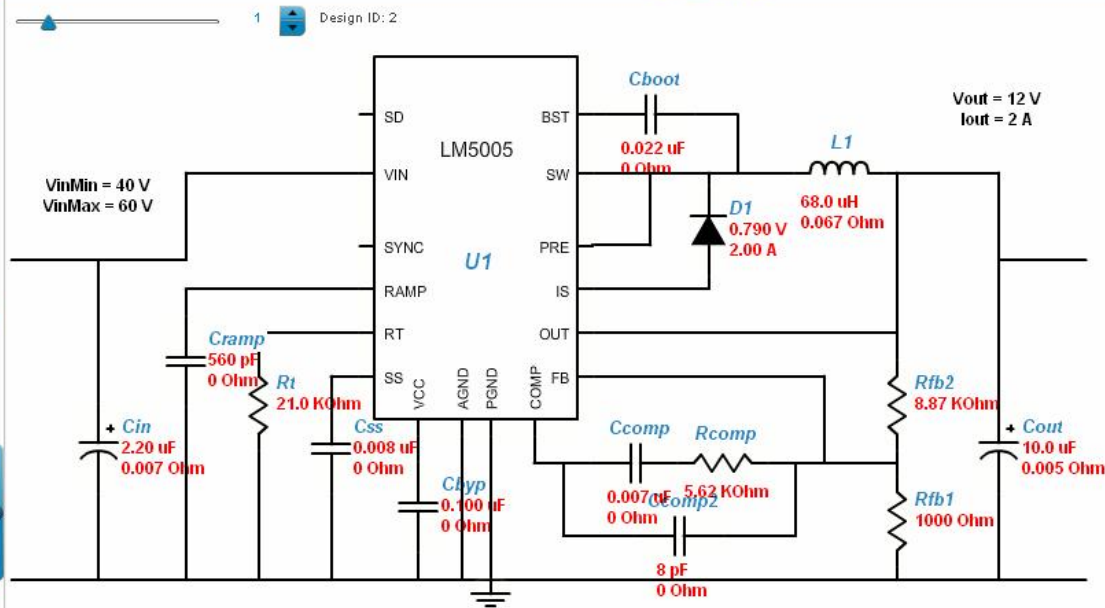 1
Design ID: 2
VinMin = 40 V
VinMax = 60 V
SD
VIN
SYNC
RAMP
RT
SS
VCC
AGND
PGND
COMP
LM5005
U1
BST
SW
PRE
IS
OUT
FB
Cboot
0.022 uF
0 Ohm
L1
68.0 uH
0.067 Ohm
Vout = 12 V
Iout = 2 A
D1
0.790 V
2.00 A
Cramp
560 pF
0 Ohm
Rt
21.0 KOhm
Cin
+
2.20 uF
0.007 Ohm
Css
0.008 uF
0 Ohm
Cbyp
0.100 uF
0 Ohm
Ccomp
0.007 uF
0 Ohm
Rcomp
5.62 KOhm
Ccomp2
8 pF
0 Ohm
Rfb2
8.87 KOhm
Rfb1
1000 Ohm
Cout
+
10.0 uF
0.005 Ohm